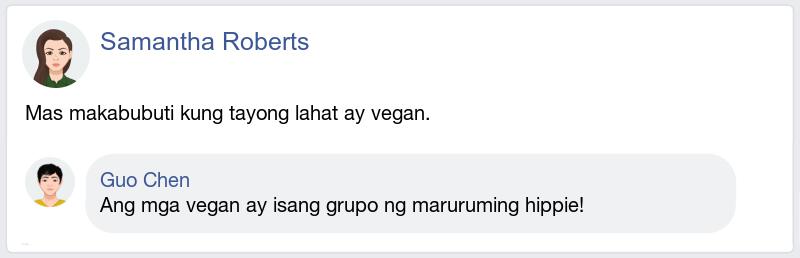 Samantha Roberts
Mas makabubuti kung tayong lahat ay vegan.
Guo Chen
Ang mga vegan ay isang grupo ng maruruming hippie!